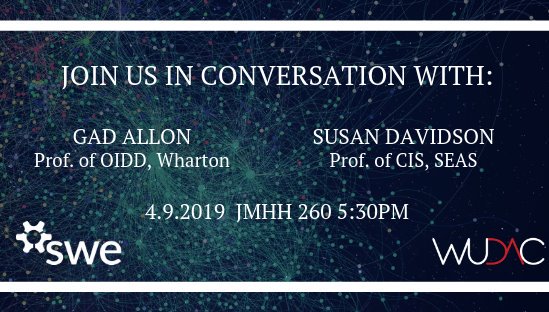 JOIN US IN CONVERSATION WITH:
GAD ALLON
Prof. of OIDD, Wharton
SUSAN DAVIDSON
Prof. of CIS, SEAS
4.9.2019 JMHH 260 5:30PM
swe
WUDAC